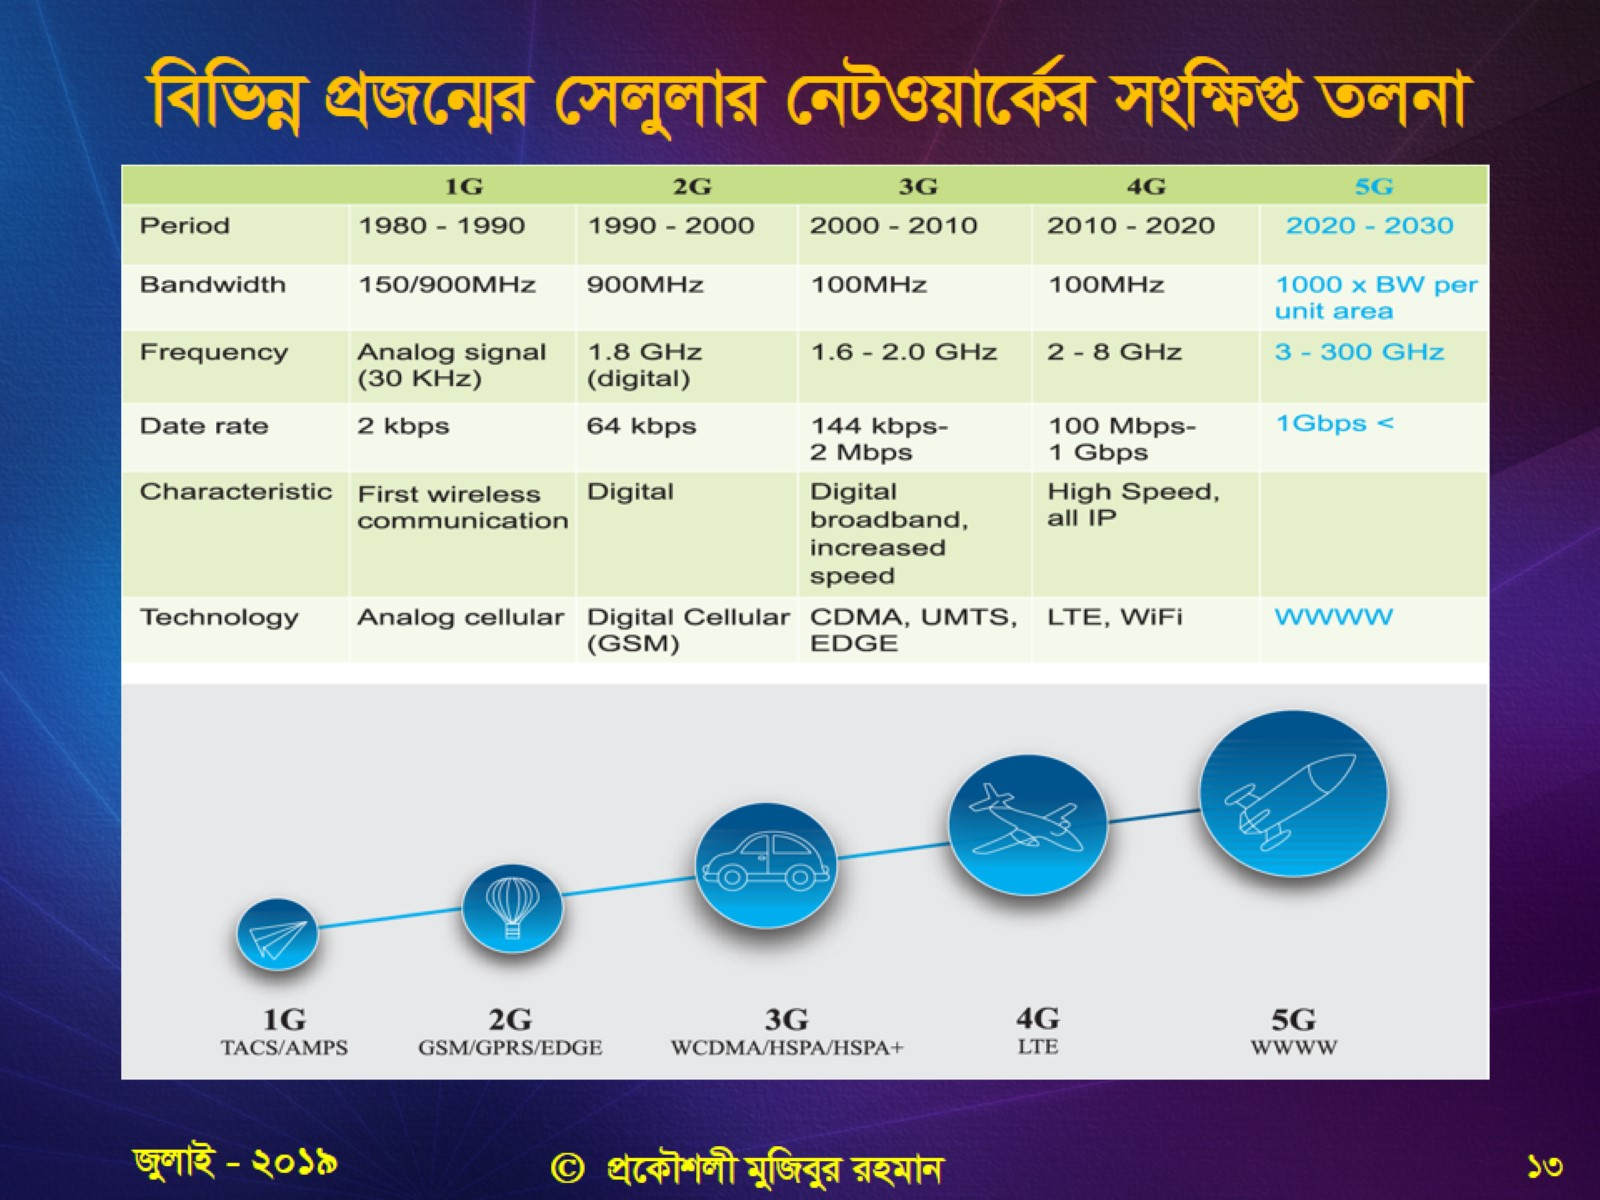 বিভিন্ন প্রজন্মের সেলুলার নেটওয়ার্কের সংক্ষিপ্ত তলনা
1G 2G 3G 4G 5G
Period 1980 - 1990 1990 - 2000 2000 - 2010 2010 - 2020 2020 - 2030
Bandwidth 150/900MHz 900MHz 100MHz 100MHz 1000 x BW per
unit area
Frequency Analog signal 1.8 GHz 1.6 - 2.0 GHz 2 - 8 GHz 3 - 300 GHz
(30 KHz) (digital)
Date rate 2 kbps 64 kbps 144 kbps- 100 Mbps- 1Gbps <
2 Mbps 1 Gbps
Characteristic First wireless Digital Digital High Speed,
communication broadband, all IP
increased
speed
Technology Analog cellular Digital Cellular CDMA, UMTS, LTE, WiFi WWWW
(GSM) EDGE
1G 2G 3G 4G 5G
TACS/AMPS GSM/GPRS/EDGE WCDMA/HSPA/HSPA+ LTE WWWW
জুলাই - ২০১৯ © প্রকৌশলী মুজিবুর রহমান ১৩